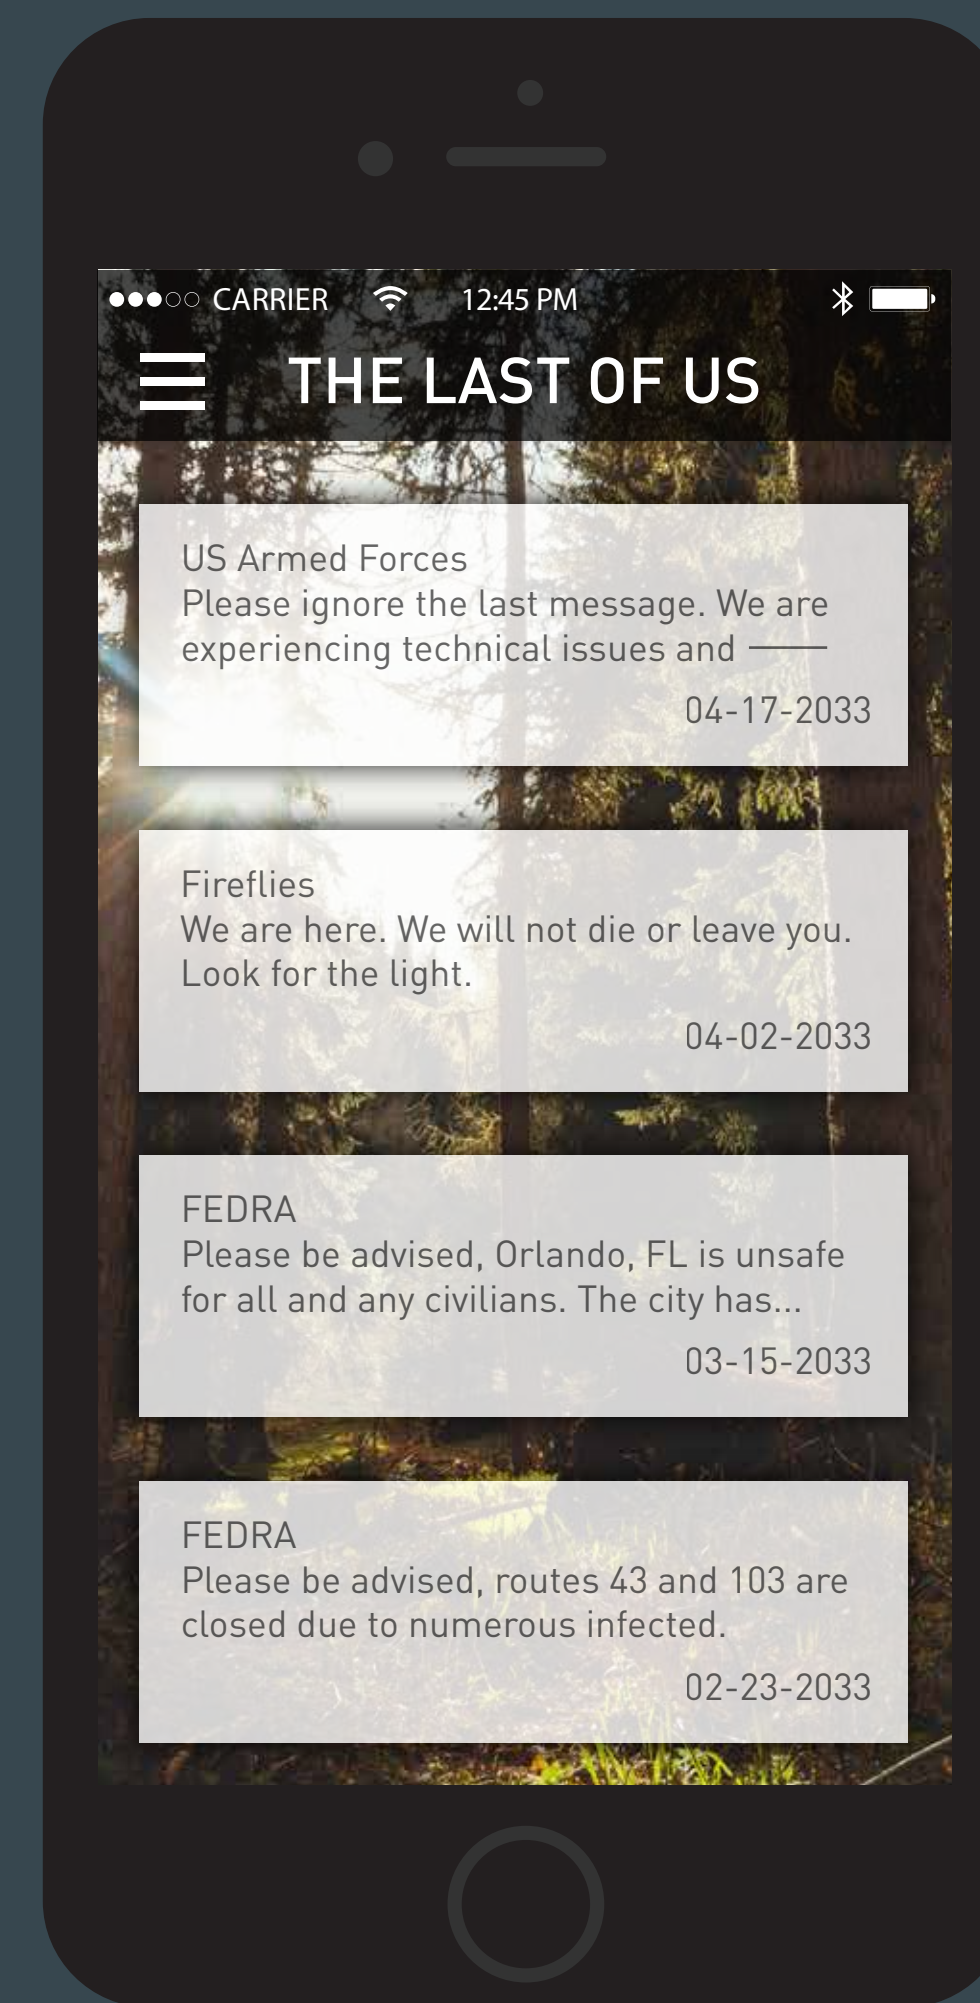 CARRIER 12:45 PM
THE LAST OF US
US Armed Forces
Please ignore the last message. We are
experiencing technical issues and ——
04-17-2033
Fireflies
We are here. We will not die or leave you.
Look for the light.
04-02-2033
FEDRA
Please be advised, Orlando, FL is unsafe
for all and any civilians. The city has...
03-15-2033
FEDRA
Please be advised, routes 43 and 103 are
closed due to numerous infected.
02-23-2033